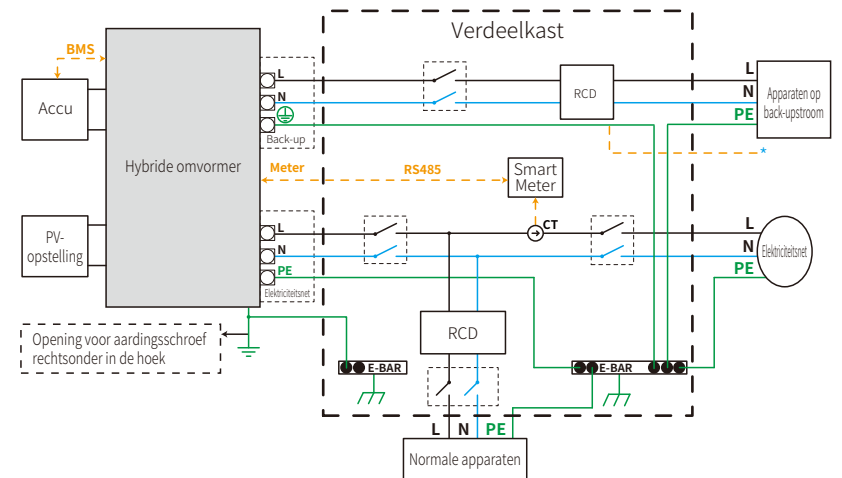 Verdeelkast
BMS
Accu
Hybride omvormer
L
N
Back-up
RCD
L
N
PE
Apparaten op
back-upstroom
*
Meter
RS485
Smart
Meter
PV-
opstelling
L
N
PE
Elektriciteitsnet
CT
L
N
PE
Elektriciteitsnet
Opening voor aardingsschroef
rechtsonder in de hoek
RCD
E-BAR
E-BAR
L N PE
Normale apparaten